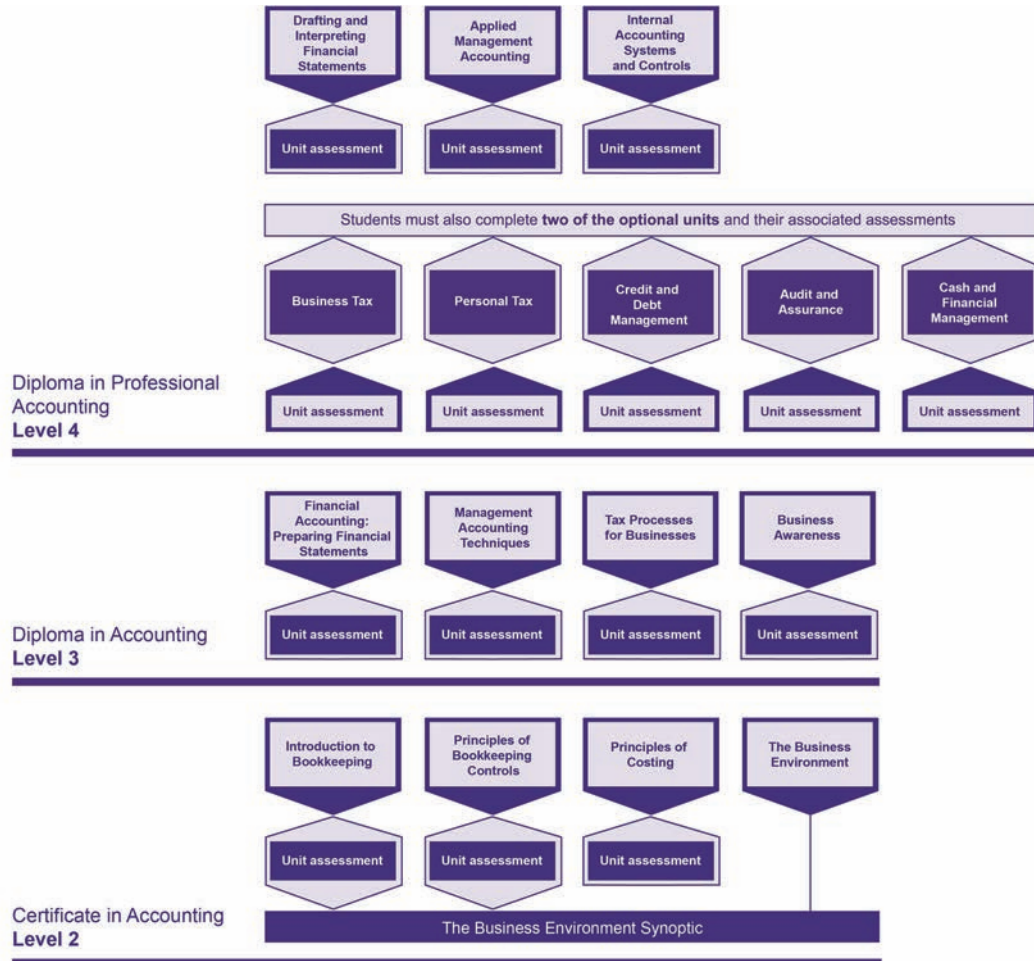 Drafting and
Interpreting
Financial
Statements
Applied
Management
Accounting
Internal
Accounting
Systems
and Controls
Unit assessment
Unit assessment
Unit assessment
Students must also complete two of the optional units and their associated assessments
Business Tax
Personal Tax
Credit and
Debt
Management
Audit and
Assurance
Cash and
Financial
Management
Diploma in Professional
Accounting
Level 4
Unit assessment
Unit assessment
Unit assessment
Unit assessment
Unit assessment
Financial
Accounting:
Preparing Financial
Statements
Management
Accounting
Techniques
Tax Processes
for Businesses
Business
Awareness
Diploma in Accounting
Level 3
Unit assessment
Unit assessment
Unit assessment
Unit assessment
Introduction to
Bookkeeping
Principles of
Bookkeeping
Controls
Principles of
Costing
The Business
Environment
Unit assessment
Unit assessment
Unit assessment
Certificate in Accounting
Level 2
The Business Environment Synoptic